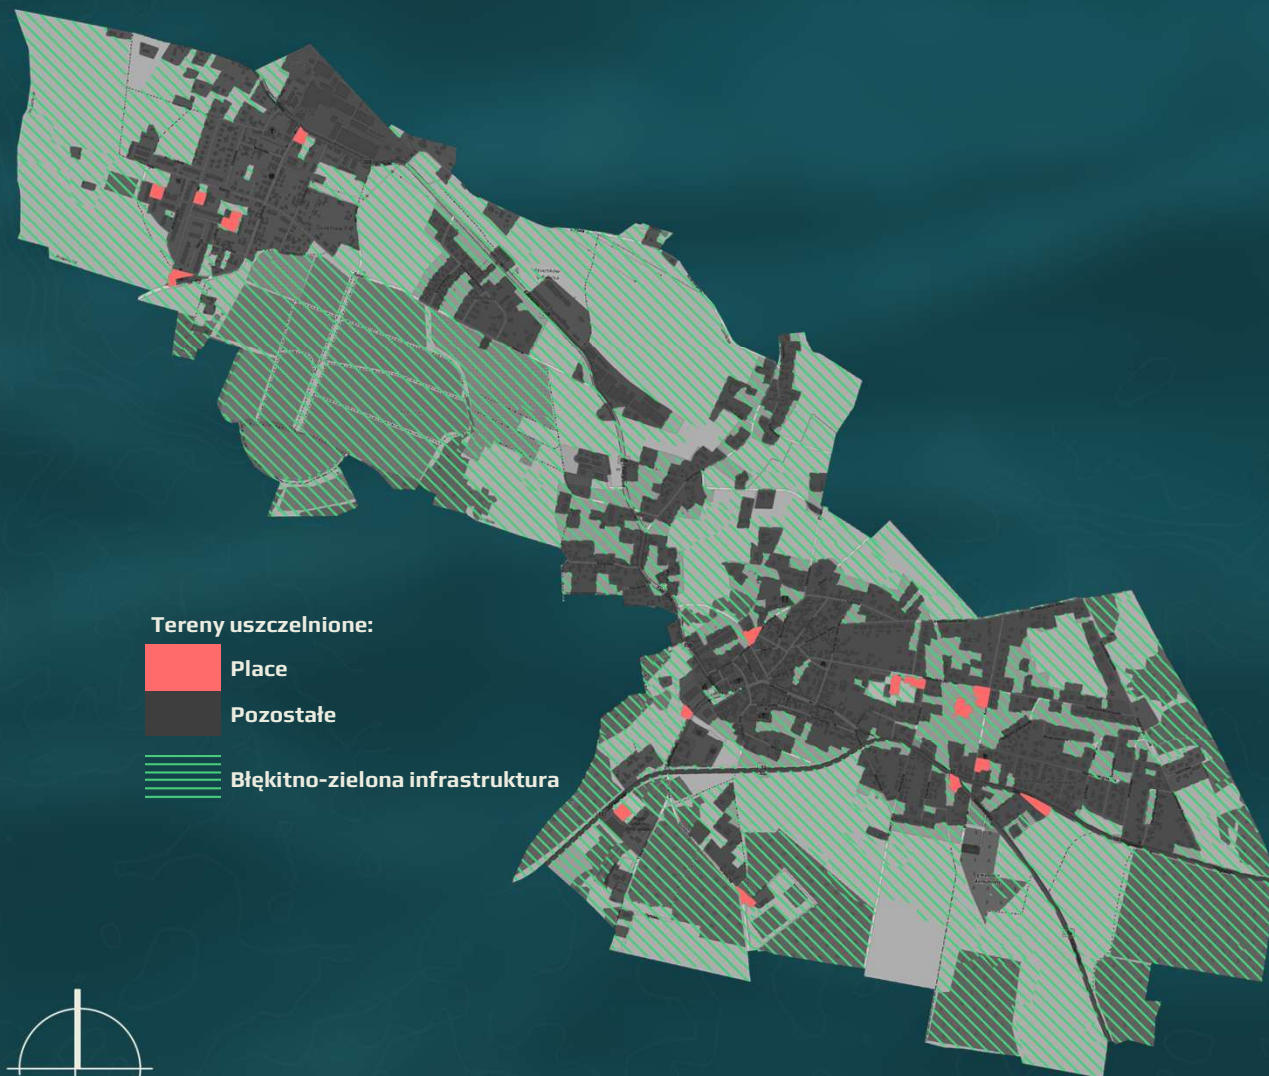 Tereny uszczelnione:
Place
Pozostałe
Błękitno-zielona infrastruktura